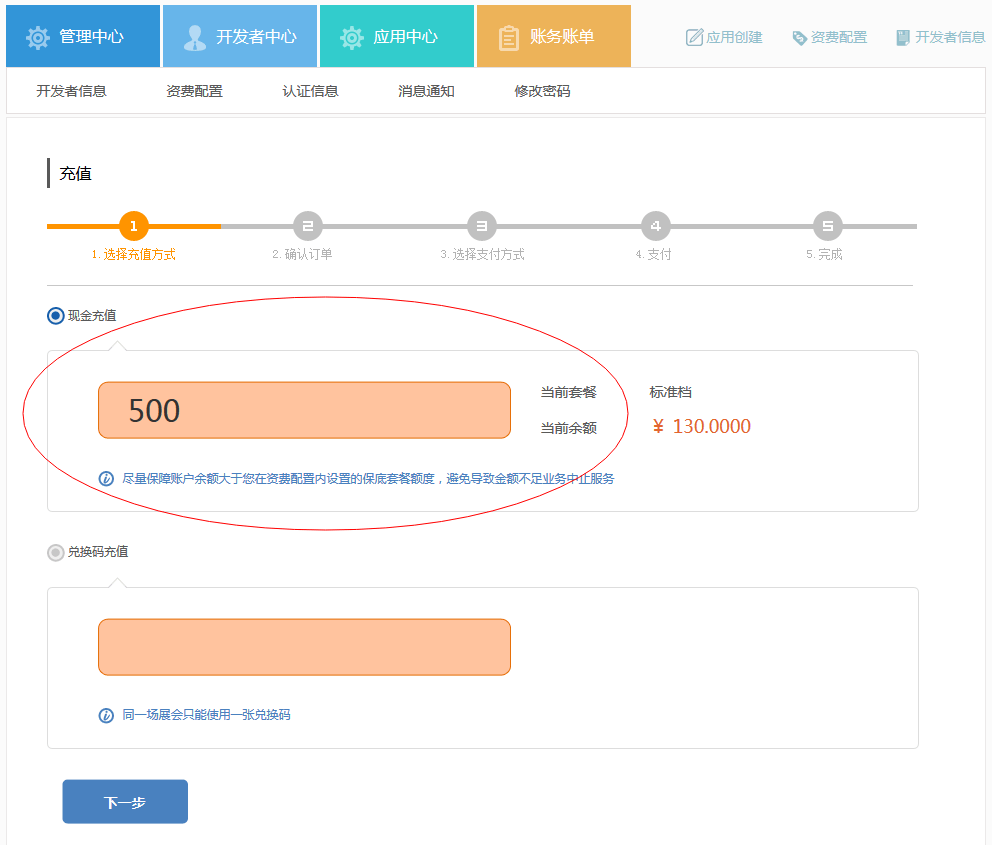 管理中心 开发者中心 应用中心 账务账单 应用创建 资费配置 开发者信息
开发者信息 资费配置 认证信息 消息通知 修改密码
充值
1 2 3 4 5
1. 选择充值方式 2. 确认订单 3. 选择支付方式 4. 支付 5. 完成
现金充值
500
当前套餐 标准档
当前余额 ¥ 130.0000
尽量保障账户余额大于您在资费配置内设置的保底套餐额度，避免导致金额不足业务中止服务
兑换码充值
同一场展会只能使用一张兑换码
下一步